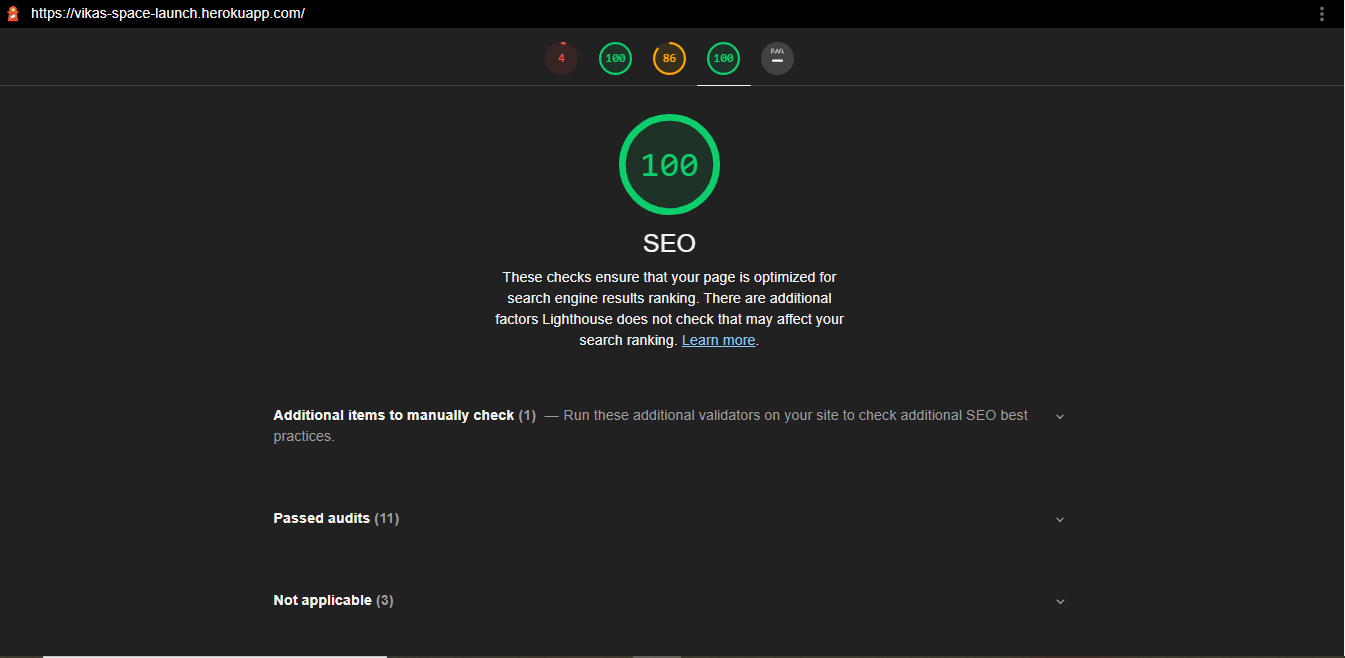 https://vikas-space-launch.herokuapp.com/
4
100
86
100
PWA
100
SEO
These checks ensure that your page is optimized for
search engine results ranking. There are additional
factors Lighthouse does not check that may affect your
search ranking. Learn more.
Additional items to manually check (1) — Run these additional validators on your site to check additional SEO best
practices.
Passed audits (11)
Not applicable (3)